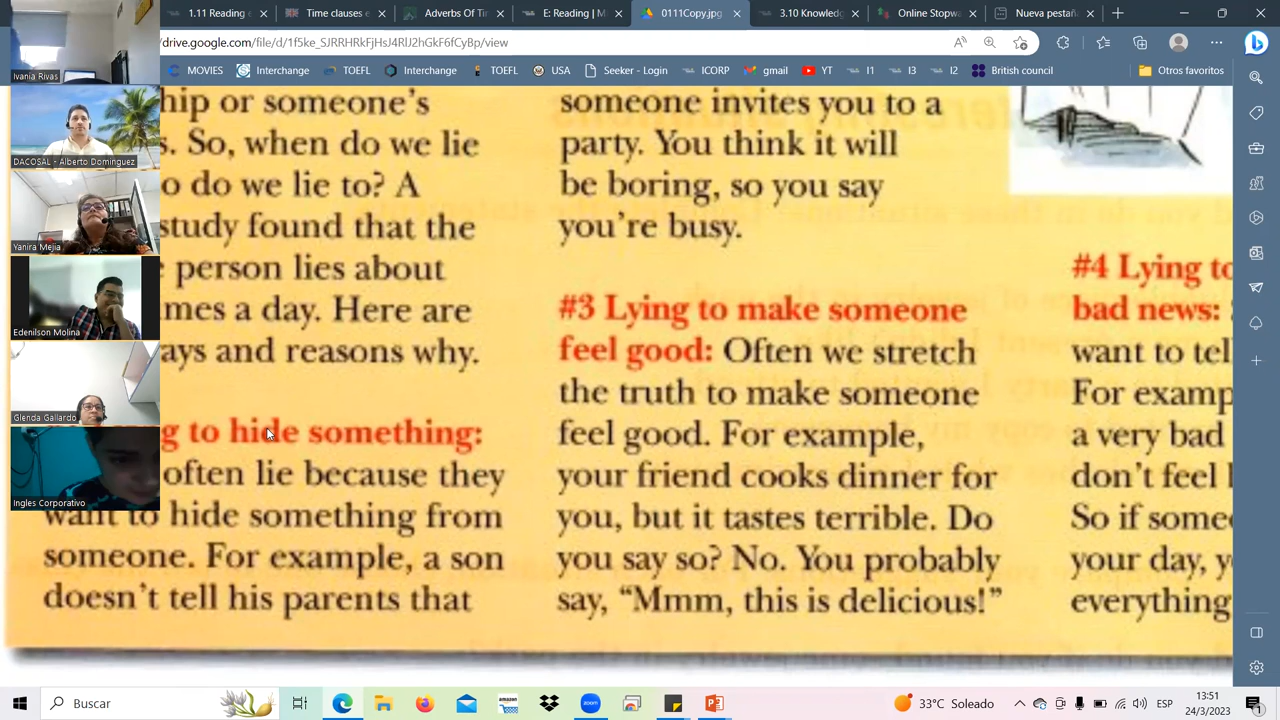 1.11 Reading e
Time clauses e
Adverbs Of Ti
E: Reading | M
0111Copy.jpg
3.10 Knowled
Online Stopw
Nueva pestañ
drive.google.com/file/d/1f5ke_SJRRHRkFjHsJ4RlJ2hGkF6fCyBp/view
MOVIES
Interchange
TOEFL
Interchange
TOEFL
USA
Seeker - Login
ICORP
gmail
YT
I1
I3
I2
British council
Otros favoritos
Ivania Rivas
DACOSAL - Alberto Dominguez
Yanira Mejia
Edenilson Molina
Glenda Gallardo
Ingles Corporativo
hip or someone's
s. So, when do we lie
o do we lie to? A
study found that the
e person lies about
mes a day. Here are
ays and reasons why.
g to hide something:
often lie because they
want to hide something from
someone. For example, a son
doesn't tell his parents that
someone invites you to a
party. You think it will
be boring, so you say
you're busy.
#3 Lying to make someone
feel good: Often we stretch
the truth to make someone
feel good. For example,
your friend cooks dinner for
you, but it tastes terrible. Do
you say so? No. You probably
say, “Mmm, this is delicious!”
#4 Lying to
bad news:
want to tell
For examp
a very bad
don't feel
So if some
your day, y
everything
Buscar
amazon
zoom
33°C Soleado
ESP
13:51
24/3/2023
1